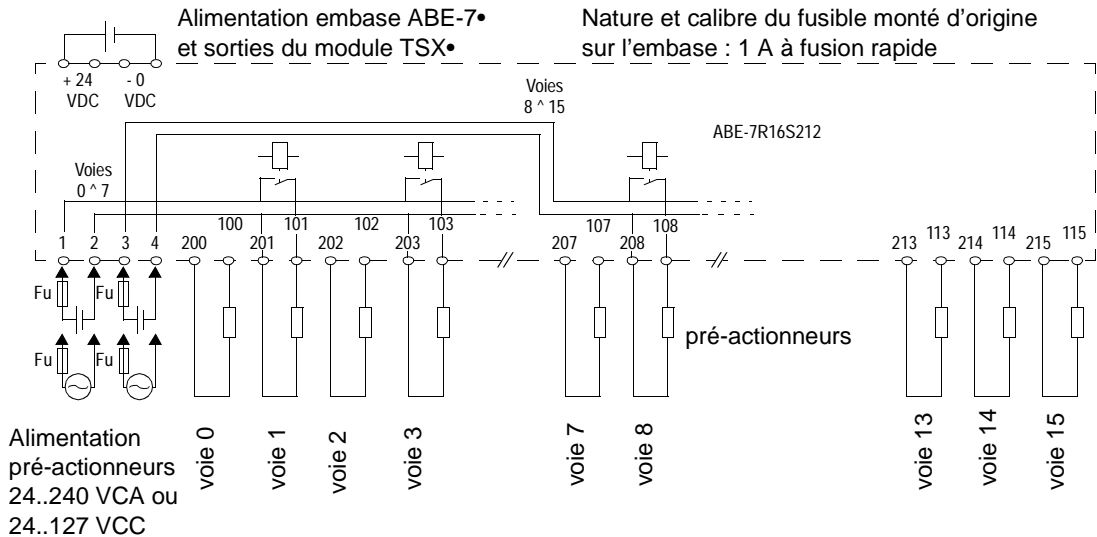 Alimentation embase ABE-7•
et sorties du module TSX•
Nature et calibre du fusible monté d'origine
sur l'embase : 1 A à fusion rapide
+ 24 - 0
VDC VDC
Voies
8 ^ 15
ABE-7R16S212
Voies
0 ^ 7
100 101 102 103 107 108 113 114 115
1 2 3 4 200 201 202 203 207 208 213 214 215
Fu Fu
Fu Fu
pré-actionneurs
Alimentation
pré-actionneurs
24..240 VCA ou
24..127 VCC
voie 0
voie 1
voie 2
voie 3
voie 7
voie 8
voie 13
voie 14
voie 15